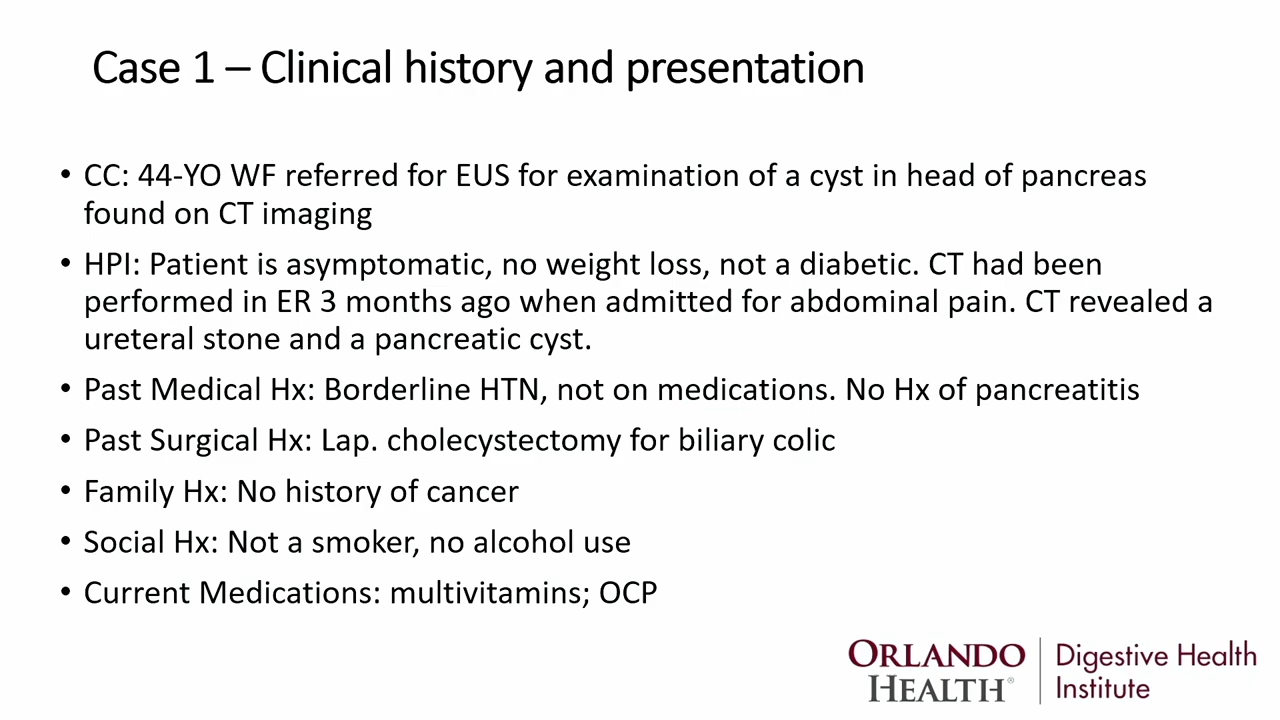 Case 1 – Clinical history and presentation
• CC: 44-YO WF referred for EUS for examination of a cyst in head of pancreas
found on CT imaging
• HPI: Patient is asymptomatic, no weight loss, not a diabetic. CT had been
performed in ER 3 months ago when admitted for abdominal pain. CT revealed a
ureteral stone and a pancreatic cyst.
• Past Medical Hx: Borderline HTN, not on medications. No Hx of pancreatitis
• Past Surgical Hx: Lap. cholecystectomy for biliary colic
• Family Hx: No history of cancer
• Social Hx: Not a smoker, no alcohol use
• Current Medications: multivitamins; OCP
ORLANDO
HEALTH®
Digestive Health
Institute